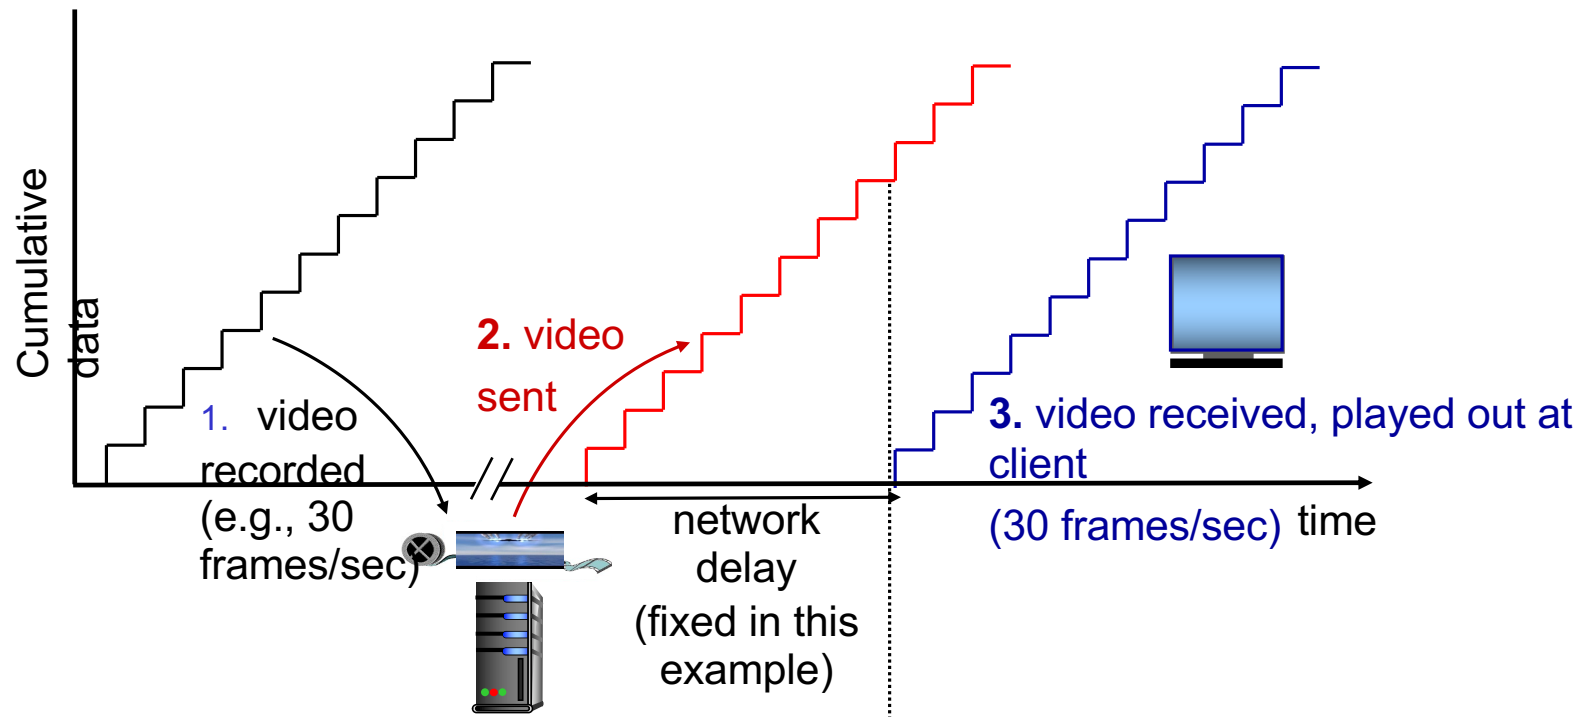 Cumulative
data
1. video
recorded
(e.g., 30
frames/sec)
2. video
sent
network
delay
(fixed in this
example)
3. video received, played out at
client
(30 frames/sec)
time